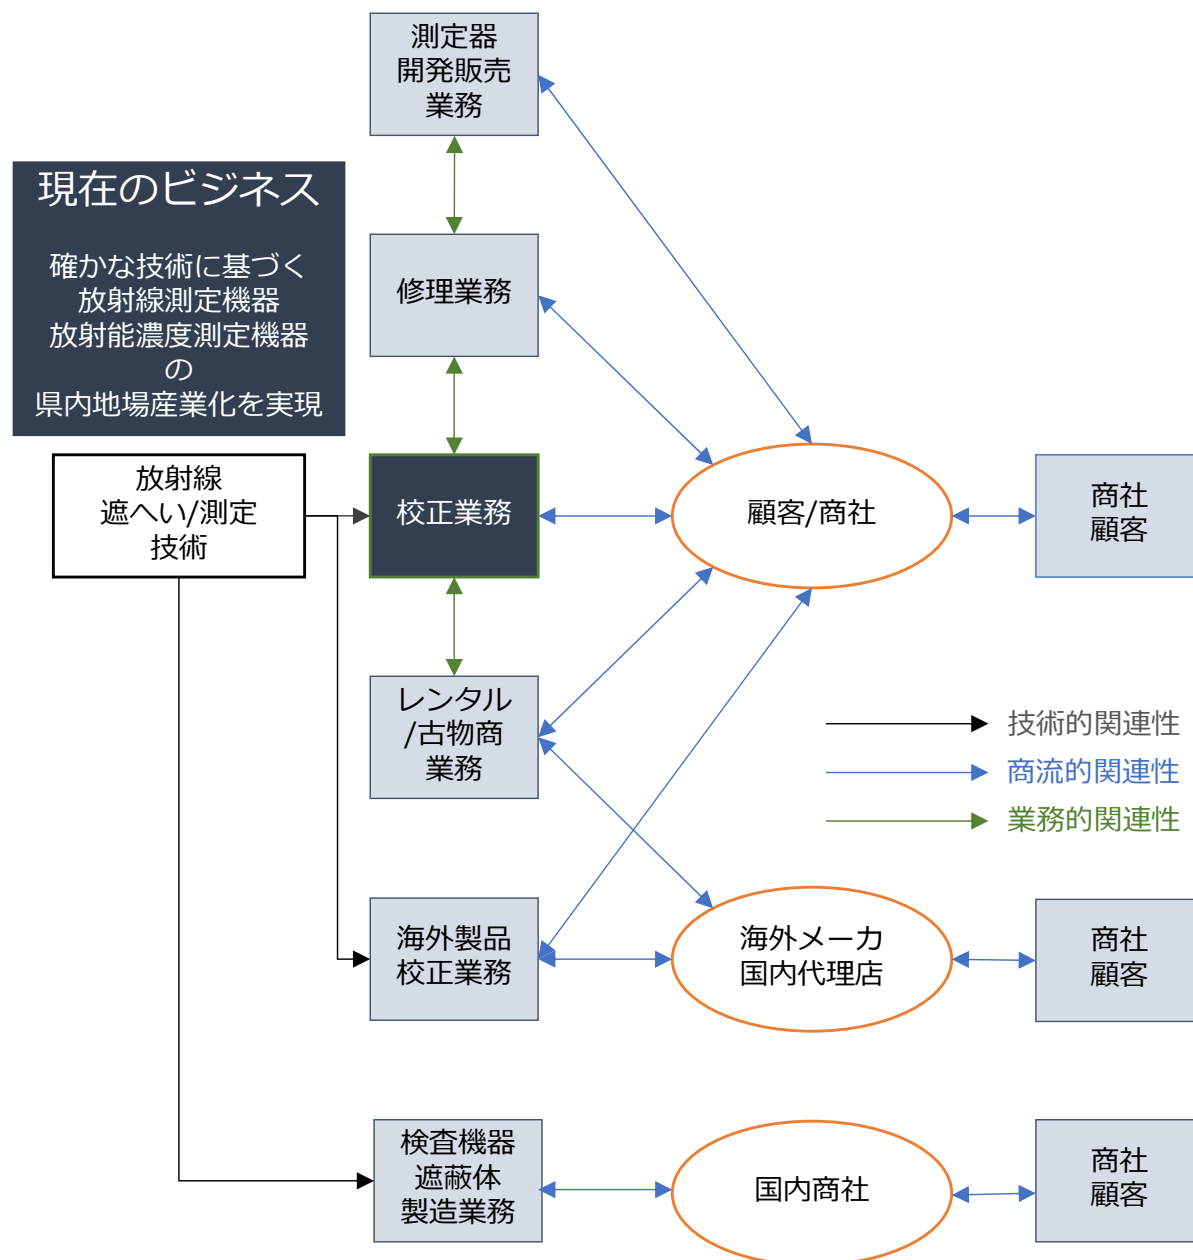 測定器
開発販売
業務
現在のビジネス
確かな技術に基づく
放射線測定機器
放射能濃度測定機器
の
県内地場産業化を実現
修理業務
放射線
遮へい/測定
技術
校正業務
顧客/商社
商社
顧客
レンタル
/古物商
業務
技術的関連性
商流的関連性
業務的関連性
海外製品
校正業務
海外メーカ
国内代理店
商社
顧客
検査機器
遮蔽体
製造業務
国内商社
商社
顧客